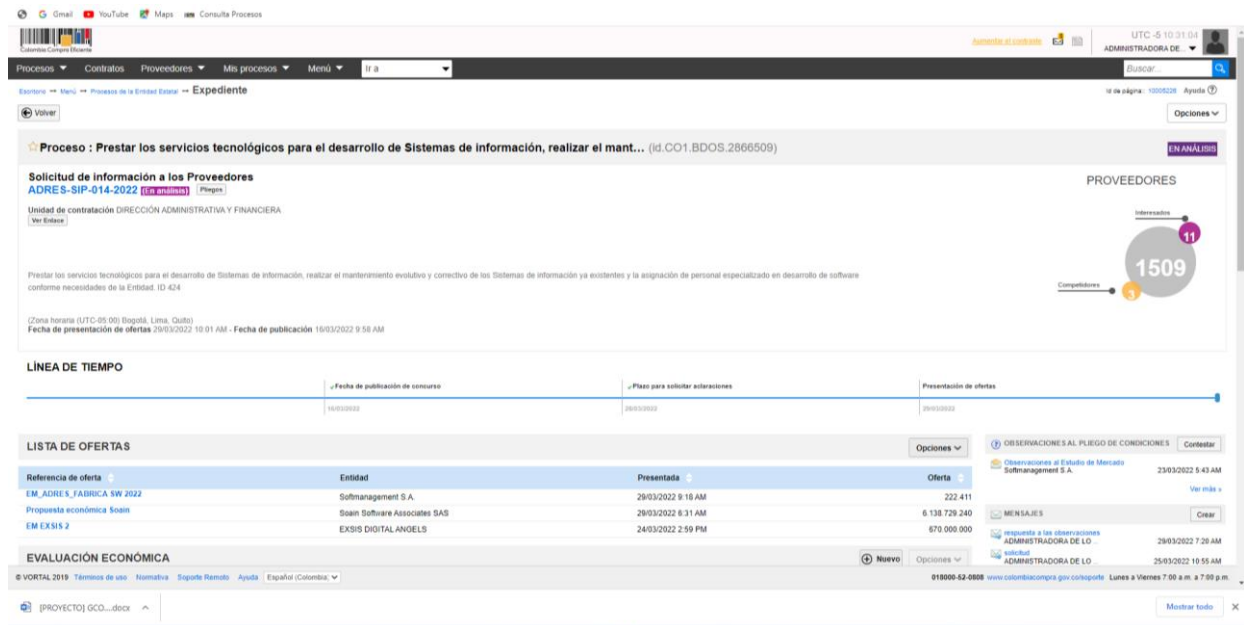 Gmail YouTube Maps Consulta Procesos
Colombia Compra Eficiente
Aumentar el contraste
UTC -5 10:31:04
ADMINISTRADORA DE...
Procesos Contratos Proveedores Mis procesos Menú Ir a Buscar...
Escritorio → Menú → Procesos de la Entidad Estatal → Expediente
Id de página: 10005226 Ayuda
Volver
Opciones
Proceso : Prestar los servicios tecnológicos para el desarrollo de Sistemas de información, realizar el mant... (id.CO1.BDOS.2866509)
EN ANÁLISIS
Solicitud de información a los Proveedores
ADRES-SIP-014-2022 (En análisis) Pliegos
Unidad de contratación DIRECCIÓN ADMINISTRATIVA Y FINANCIERA
Ver Enlace
PROVEEDORES
Interesados
11
1509
Competidores
3
Prestar los servicios tecnológicos para el desarrollo de Sistemas de información, realizar el mantenimiento evolutivo y correctivo de los Sistemas de información ya existentes y la asignación de personal especializado en desarrollo de software
conforme necesidades de la Entidad. ID 424
(Zona horaria (UTC-05:00) Bogotá, Lima, Quito)
Fecha de presentación de ofertas 29/03/2022 10:01 AM - Fecha de publicación 16/03/2022 9:58 AM
LÍNEA DE TIEMPO
Fecha de publicación de concurso
Plazo para solicitar aclaraciones
Presentación de ofertas
16/03/2022
28/03/2022
29/03/2022
LISTA DE OFERTAS
Opciones
Referencia de oferta Entidad Presentada Oferta
EM_ADRES_FABRICA SW 2022 Softmanagement S.A. 29/03/2022 9:18 AM 222.411
Propuesta económica Soain Soain Software Associates SAS 29/03/2022 8:31 AM 6.138.729.240
EM EXSIS 2 EXSIS DIGITAL ANGELS 24/03/2022 2:59 PM 670.000.000
OBSERVACIONES AL PLIEGO DE CONDICIONES Contestar
Observaciones al Estudio de Mercado
Softmanagement S.A. 23/03/2022 5:43 AM
Ver más »
MENSAJES Crear
respuesta a las observaciones
ADMINISTRADORA DE LO ... 29/03/2022 7:20 AM
solicitud
ADMINISTRADORA DE LO ... 25/03/2022 10:55 AM
EVALUACIÓN ECONÓMICA
Nuevo Opciones
© VORTAL 2019 Términos de uso Normativa Soporte Remoto Ayuda Español (Colombia)
018000-52-0808 www.colombiacompra.gov.co/soporte Lunes a Viernes 7:00 a.m. a 7:00 p.m.
[PROYECTO] GCO....docx
Mostrar todo